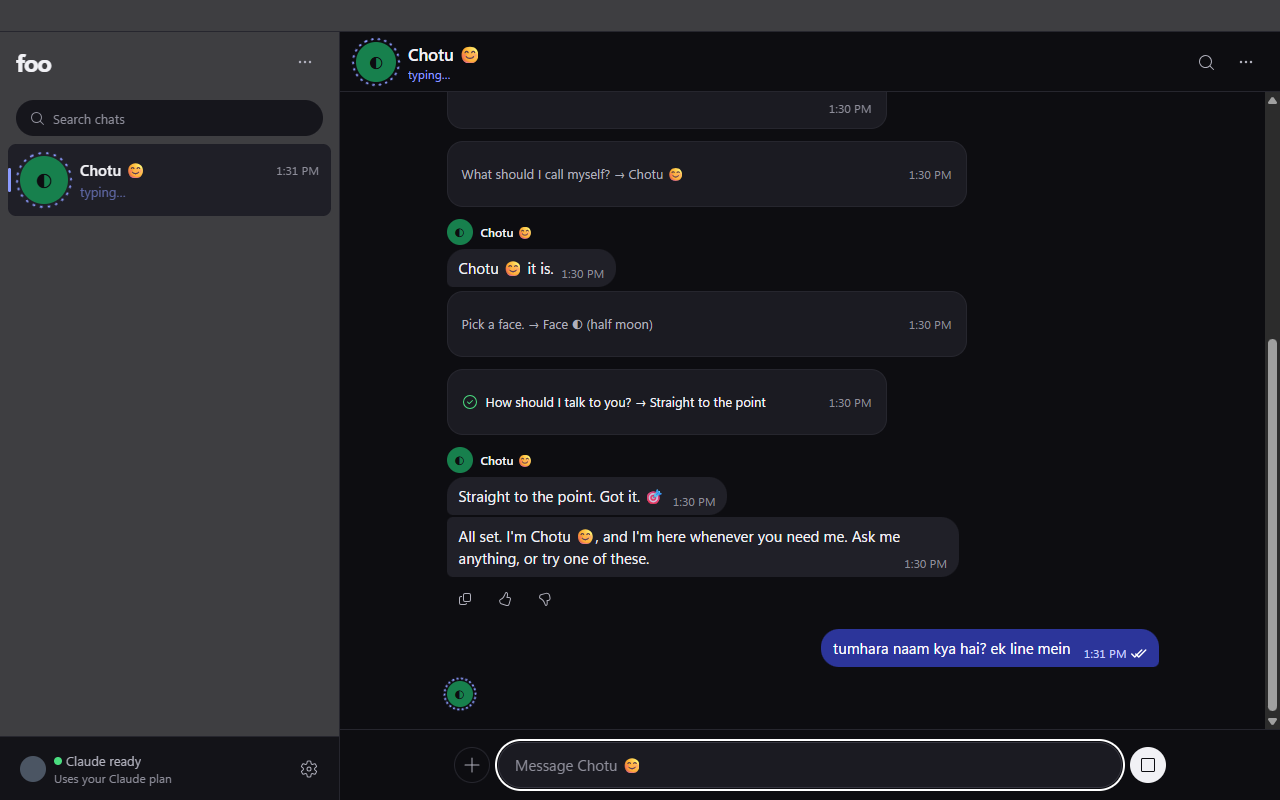 foo
Search chats
Chotu 😊
1:31 PM
typing...
Claude ready
Uses your Claude plan
Chotu 😊
typing...
1:30 PM
What should I call myself? → Chotu 😊 1:30 PM
Chotu 😊
Chotu 😊 it is. 1:30 PM
Pick a face. → Face ◐ (half moon) 1:30 PM
How should I talk to you? → Straight to the point 1:30 PM
Chotu 😊
Straight to the point. Got it. 🎯 1:30 PM
All set. I'm Chotu 😊, and I'm here whenever you need me. Ask me
anything, or try one of these. 1:30 PM
tumhara naam kya hai? ek line mein 1:31 PM
Message Chotu 😊